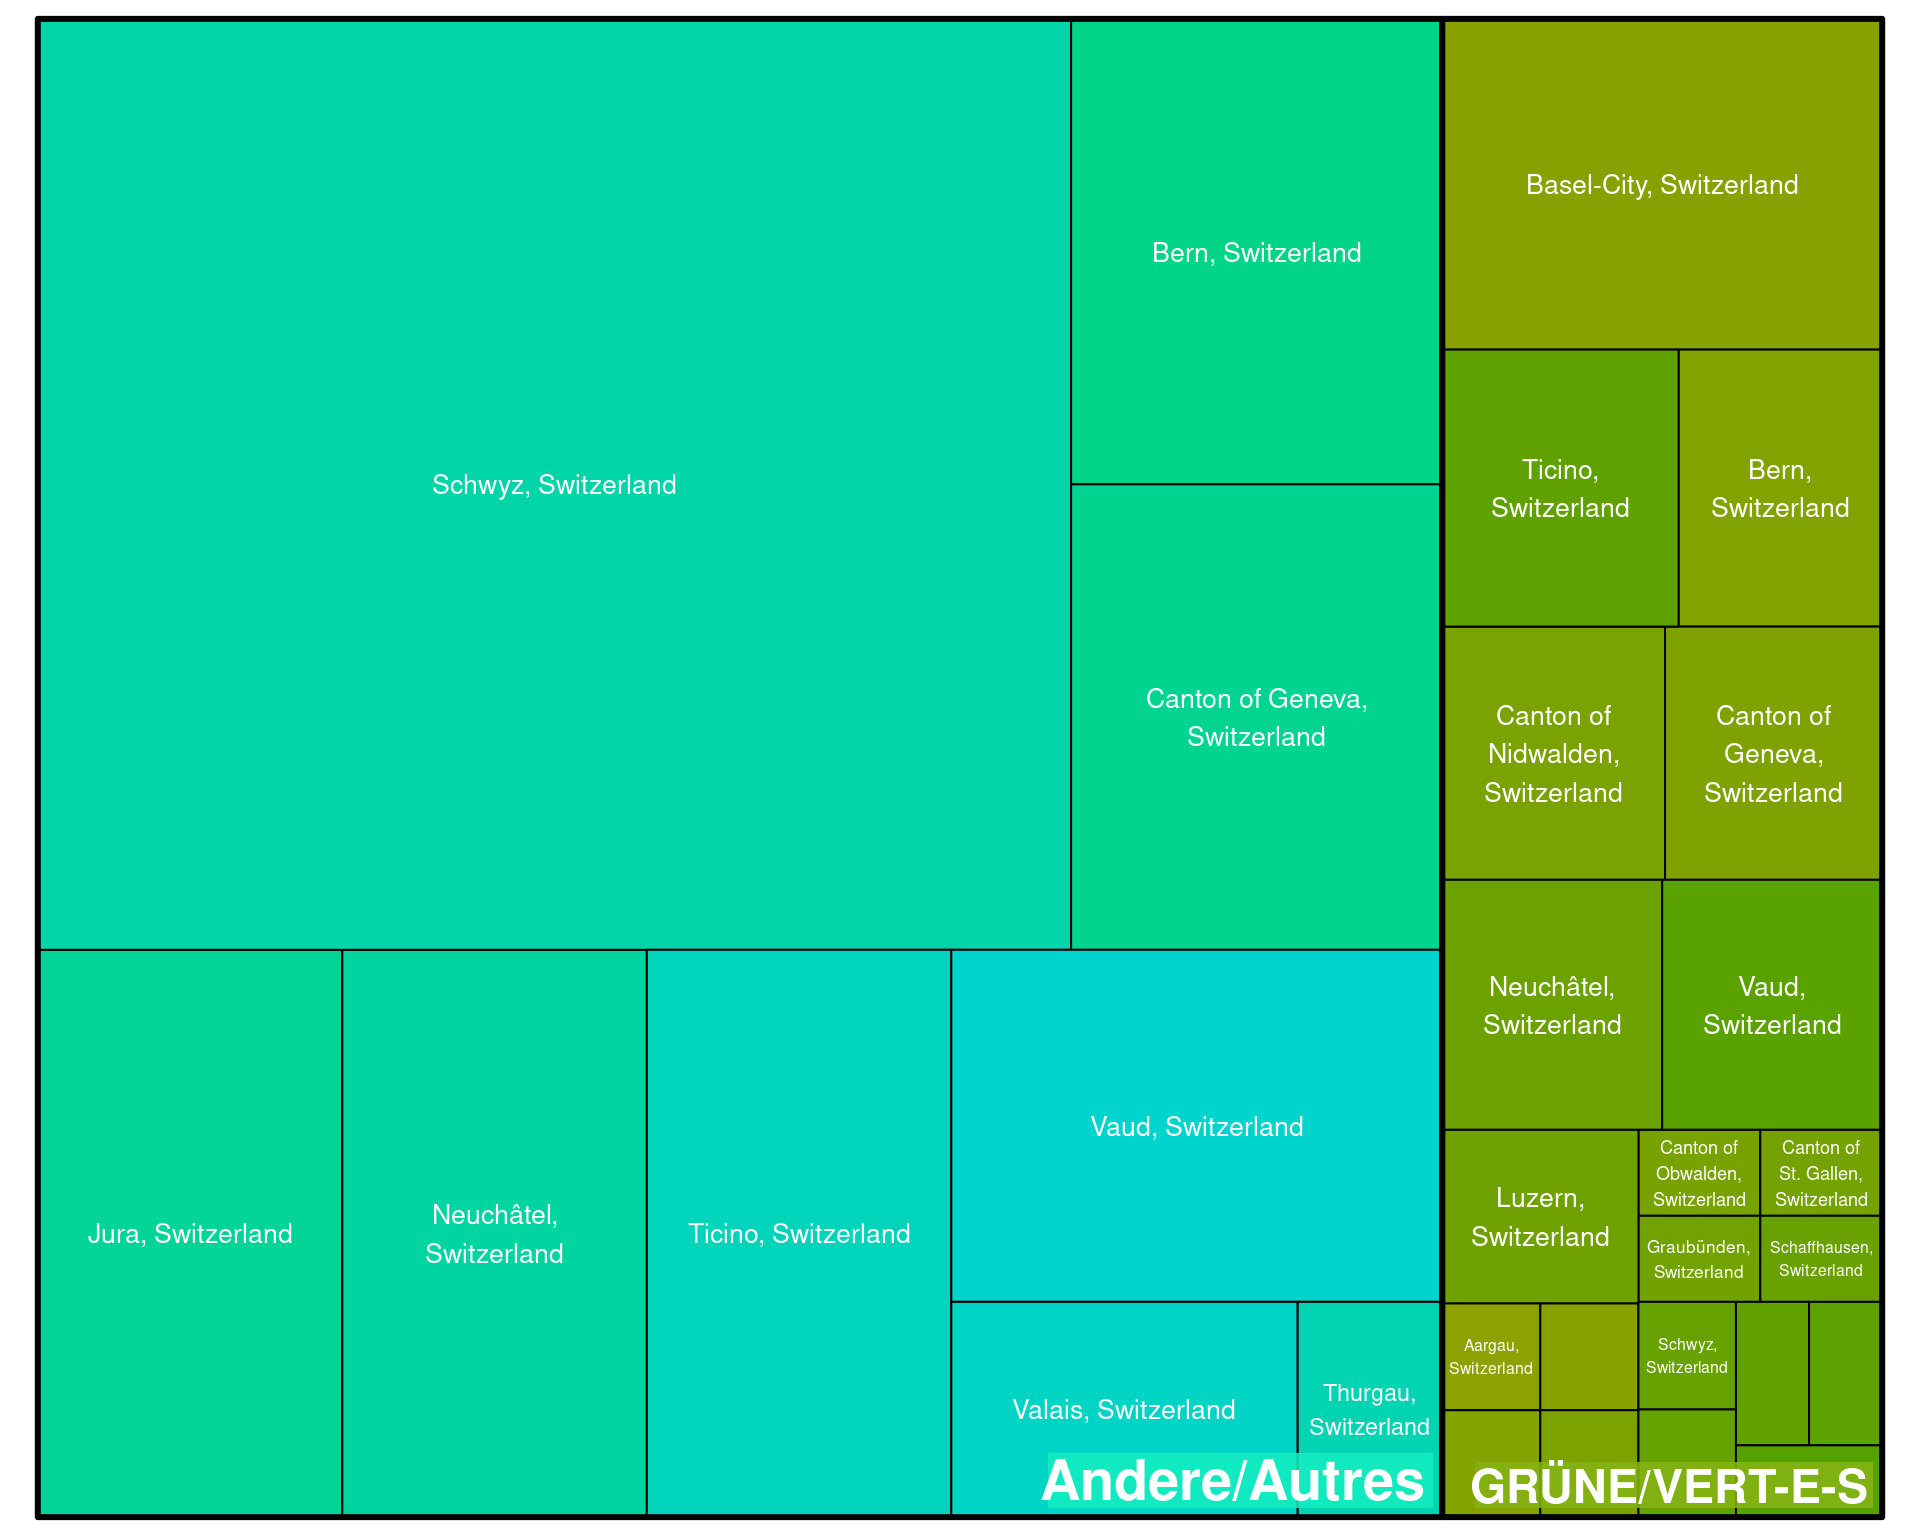 Schwyz, Switzerland
Bern, Switzerland
Canton of Geneva,
Switzerland
Jura, Switzerland
Neuchâtel,
Switzerland
Ticino, Switzerland
Vaud, Switzerland
Valais, Switzerland
Thurgau,
Switzerland
Andere/Autres
Basel-City, Switzerland
Ticino,
Switzerland
Bern,
Switzerland
Canton of
Nidwalden,
Switzerland
Canton of
Geneva,
Switzerland
Neuchâtel,
Switzerland
Vaud,
Switzerland
Luzern,
Switzerland
Canton of
Obwalden,
Switzerland
Canton of
St. Gallen,
Switzerland
Graubünden,
Switzerland
Schaffhausen,
Switzerland
Aargau,
Switzerland
Schwyz,
Switzerland
GRÜNE/VERT-E-S